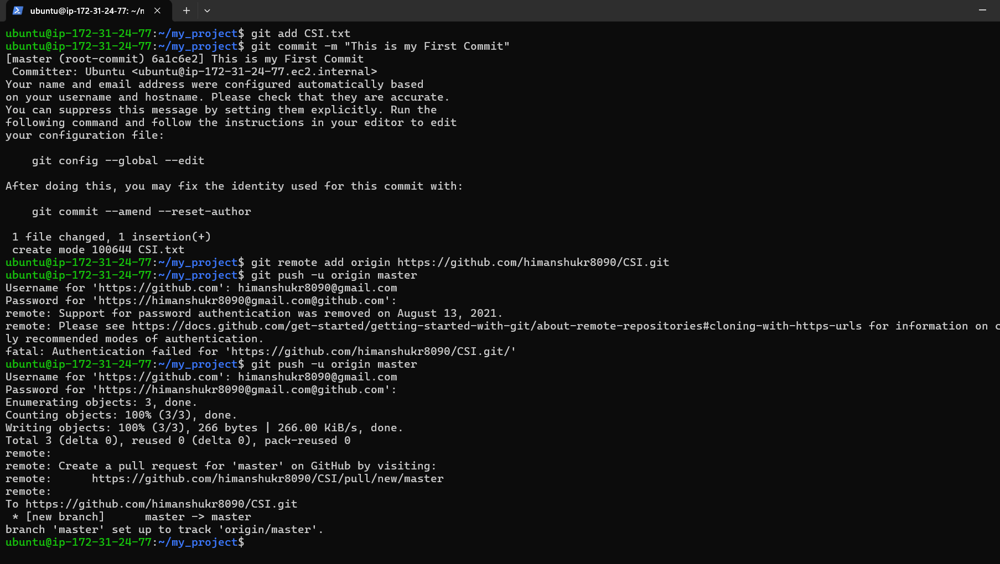 ubuntu@ip-172-31-24-77: ~/n
ubuntu@ip-172-31-24-77:~/my_project$ git add CSI.txt
ubuntu@ip-172-31-24-77:~/my_project$ git commit -m "This is my First Commit"
[master (root-commit) 6a1c6e2] This is my First Commit
 Committer: Ubuntu <ubuntu@ip-172-31-24-77.ec2.internal>
Your name and email address were configured automatically based
on your username and hostname. Please check that they are accurate.
You can suppress this message by setting them explicitly. Run the
following command and follow the instructions in your editor to edit
your configuration file:
    git config --global --edit
After doing this, you may fix the identity used for this commit with:
    git commit --amend --reset-author
 1 file changed, 1 insertion(+)
 create mode 100644 CSI.txt
ubuntu@ip-172-31-24-77:~/my_project$ git remote add origin https://github.com/himanshukr8090/CSI.git
ubuntu@ip-172-31-24-77:~/my_project$ git push -u origin master
Username for 'https://github.com': himanshukr8090@gmail.com
Password for 'https://himanshukr8090@gmail.com@github.com':
remote: Support for password authentication was removed on August 13, 2021.
remote: Please see https://docs.github.com/get-started/getting-started-with-git/about-remote-repositories#cloning-with-https-urls for information on c
ly recommended modes of authentication.
fatal: Authentication failed for 'https://github.com/himanshukr8090/CSI.git/'
ubuntu@ip-172-31-24-77:~/my_project$ git push -u origin master
Username for 'https://github.com': himanshukr8090@gmail.com
Password for 'https://himanshukr8090@gmail.com@github.com':
Enumerating objects: 3, done.
Counting objects: 100% (3/3), done.
Writing objects: 100% (3/3), 266 bytes | 266.00 KiB/s, done.
Total 3 (delta 0), reused 0 (delta 0), pack-reused 0
remote:
remote: Create a pull request for 'master' on GitHub by visiting:
remote:      https://github.com/himanshukr8090/CSI/pull/new/master
remote:
To https://github.com/himanshukr8090/CSI.git
 * [new branch]      master -> master
branch 'master' set up to track 'origin/master'.
ubuntu@ip-172-31-24-77:~/my_project$